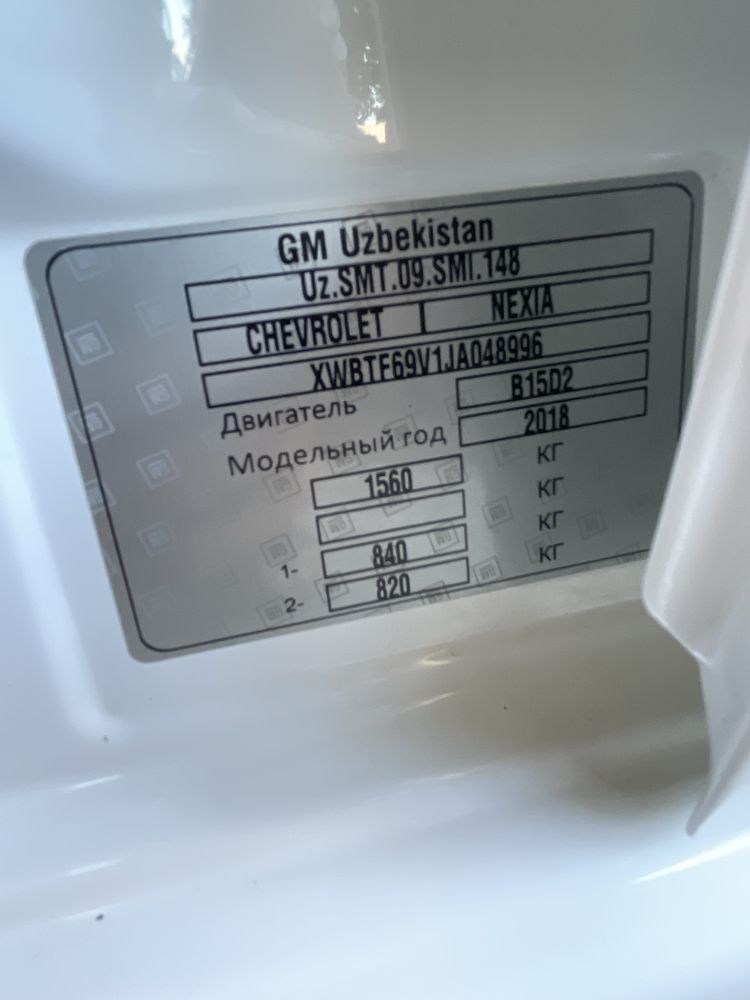 GM Uzbekistan
Uz.SMT.09.SMI.148
CHEVROLET NEXIA
XWBTF69V1JA048996
Двигатель B15D2
Модельный год 2018
1560 КГ
КГ
1- 840 КГ
2- 820 КГ